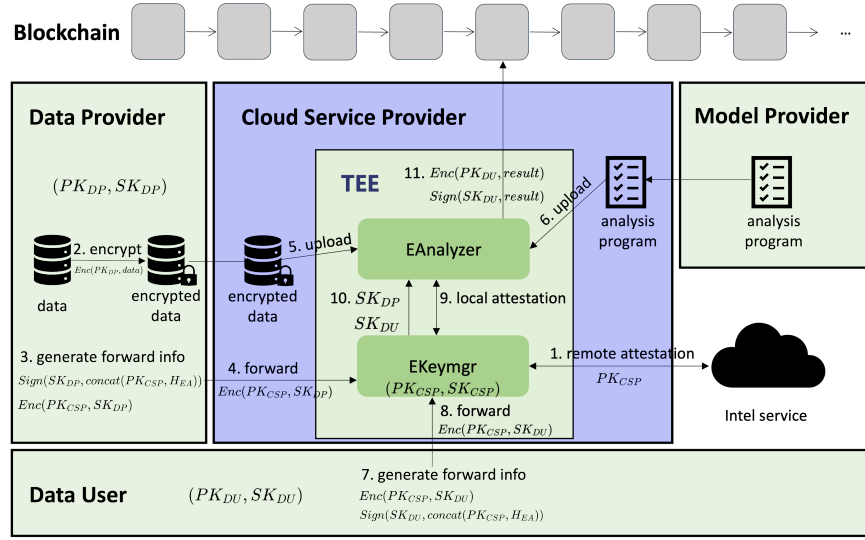 Blockchain
...
Data Provider
Cloud Service Provider
Model Provider
TEE
11. Enc(PK_DU, result)
Sign(SK_DU, result)
(PK_DP, SK_DP)
6. upload
analysis
program
analysis
program
2. encrypt
Enc(PK_DP, data)
5. upload
EAnalyzer
data
encrypted
data
encrypted
data
10. SK_DP
SK_DU
9. local attestation
3. generate forward info
Sign(SK_DP, concat(PK_CSP, H_EA))
Enc(PK_CSP, SK_DP)
4. forward
Enc(PK_CSP, SK_DP)
EKeymgr
(PK_CSP, SK_CSP)
1. remote attestation
PK_CSP
Intel service
8. forward
Enc(PK_CSP, SK_DU)
Data User
(PK_DU, SK_DU)
7. generate forward info
Enc(PK_CSP, SK_DU)
Sign(SK_DU, concat(PK_CSP, H_EA))